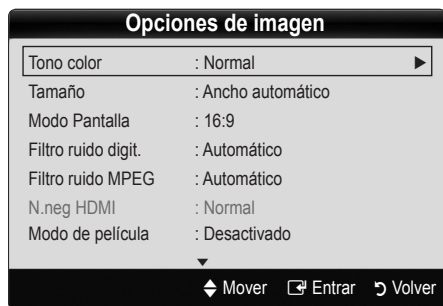 Opciones de imagen
Tono color : Normal ▶
Tamaño : Ancho automático
Modo Pantalla : 16:9
Filtro ruido digit. : Automático
Filtro ruido MPEG : Automático
N.neg HDMI : Normal
Modo de película : Desactivado
Mover Entrar Volver